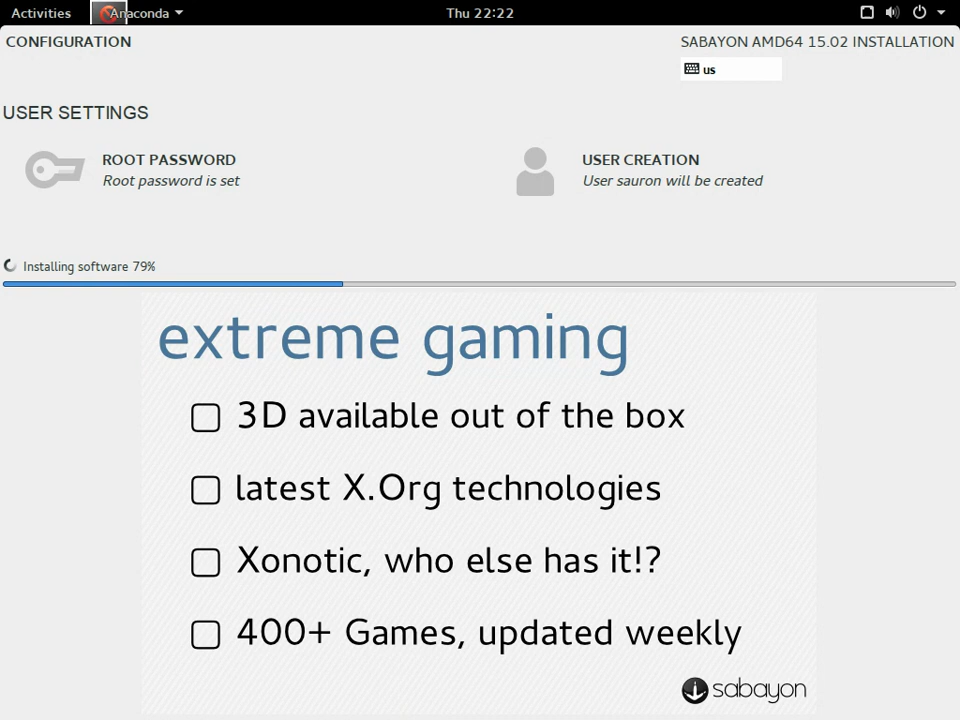 Activities
Anaconda
Thu 22:22
CONFIGURATION
SABAYON AMD64 15.02 INSTALLATION
us
USER SETTINGS
ROOT PASSWORD
Root password is set
USER CREATION
User sauron will be created
Installing software 79%
extreme gaming
3D available out of the box
latest X.Org technologies
Xonotic, who else has it!?
400+ Games, updated weekly
sabayon